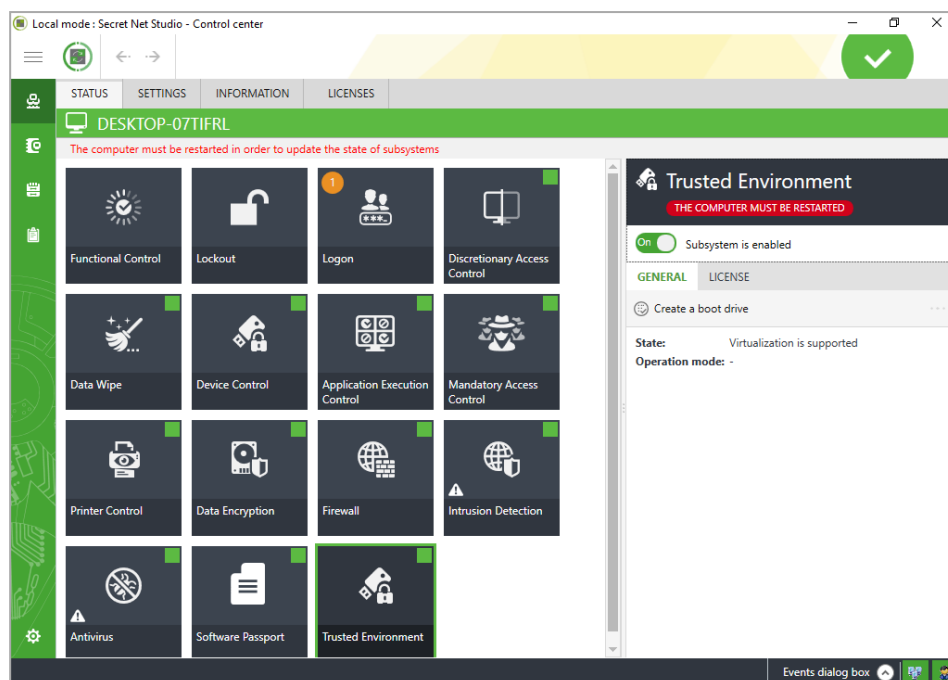 Local mode : Secret Net Studio - Control center
STATUS SETTINGS INFORMATION LICENSES
DESKTOP-07TIFRL
The computer must be restarted in order to update the state of subsystems
Functional Control
Lockout
1
***_
Logon
Discretionary Access
Control
Data Wipe
Device Control
Application Execution
Control
Mandatory Access
Control
Printer Control
Data Encryption
Firewall
Intrusion Detection
Antivirus
Software Passport
Trusted Environment
Trusted Environment
THE COMPUTER MUST BE RESTARTED
On Subsystem is enabled
GENERAL LICENSE
Create a boot drive
State: Virtualization is supported
Operation mode: -
Events dialog box